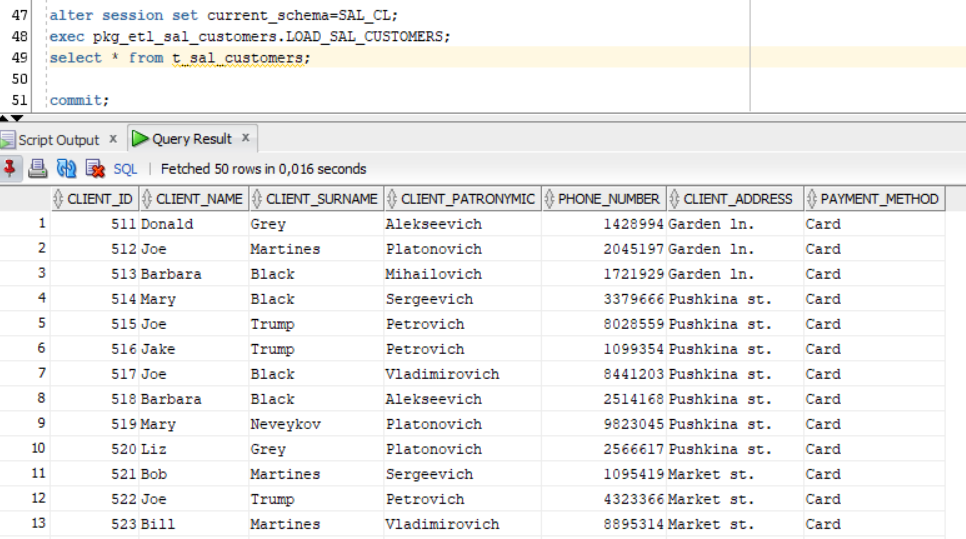 47 alter session set current_schema=SAL_CL;
48 exec pkg_etl_sal_customers.LOAD_SAL_CUSTOMERS;
49 select * from t_sal_customers;
50
51 commit;
Script Output x Query Result x
SQL | Fetched 50 rows in 0,016 seconds
CLIENT_ID CLIENT_NAME CLIENT_SURNAME CLIENT_PATRONYMIC PHONE_NUMBER CLIENT_ADDRESS PAYMENT_METHOD
1 511 Donald Grey Alekseevich 1428994 Garden ln. Card
2 512 Joe Martines Platonovich 2045197 Garden ln. Card
3 513 Barbara Black Mihailovich 1721929 Garden ln. Card
4 514 Mary Black Sergeevich 3379666 Pushkina st. Card
5 515 Joe Trump Petrovich 8028559 Pushkina st. Card
6 516 Jake Trump Petrovich 1099354 Pushkina st. Card
7 517 Joe Black Vladimirovich 8441203 Pushkina st. Card
8 518 Barbara Black Alekseevich 2514168 Pushkina st. Card
9 519 Mary Neveykov Platonovich 9823045 Pushkina st. Card
10 520 Liz Grey Platonovich 2566617 Pushkina st. Card
11 521 Bob Martines Sergeevich 1095419 Market st. Card
12 522 Joe Trump Petrovich 4323366 Market st. Card
13 523 Bill Martines Vladimirovich 8895314 Market st. Card